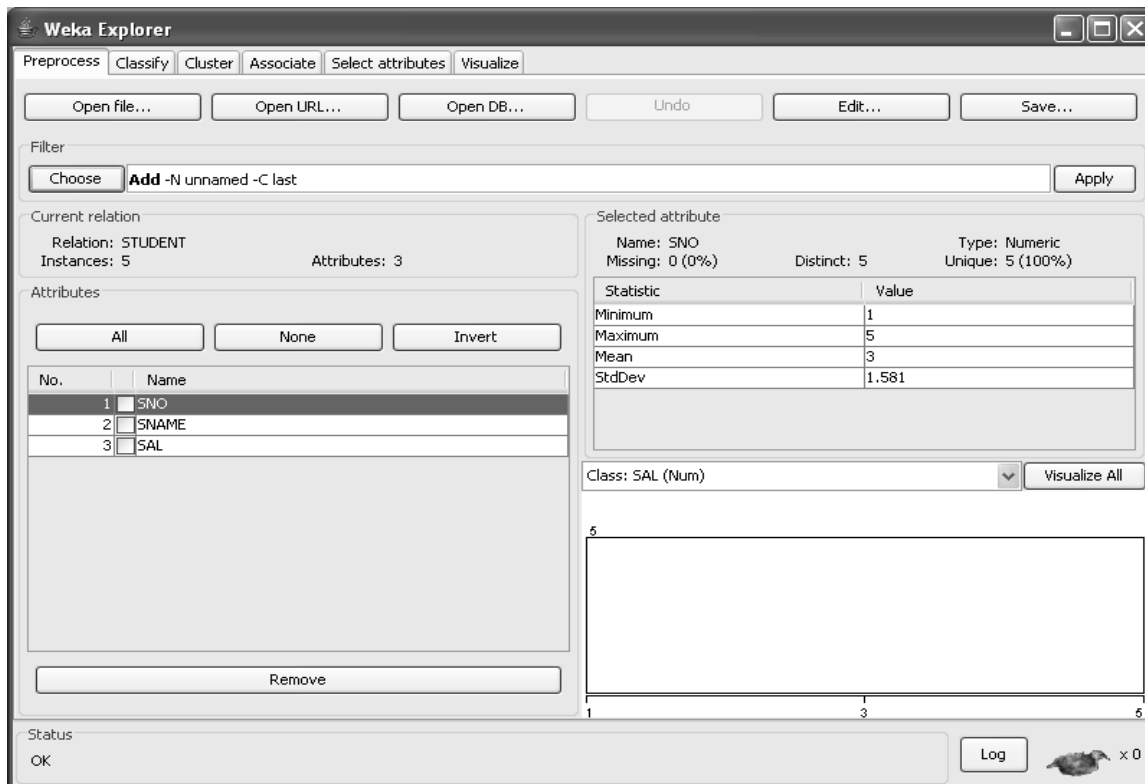 Weka Explorer
Preprocess Classify Cluster Associate Select attributes Visualize
Open file... Open URL... Open DB... Undo Edit... Save...
Filter
Choose Add -N unnamed -C last Apply
Current relation
Relation: STUDENT
Instances: 5 Attributes: 3
Attributes
All None Invert
No. Name
1 SNO
2 SNAME
3 SAL
Remove
Selected attribute
Name: SNO Type: Numeric
Missing: 0 (0%) Distinct: 5 Unique: 5 (100%)
Statistic Value
Minimum 1
Maximum 5
Mean 3
StdDev 1.581
Class: SAL (Num) Visualize All
5
1 3 5
Status
OK Log x 0